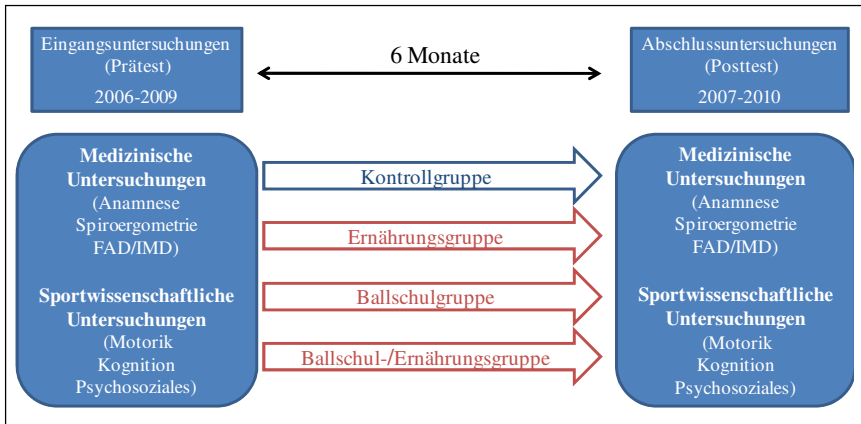 Eingangsuntersuchungen
(Prätest)
2006-2009
6 Monate
Abschlussuntersuchungen
(Posttest)
2007-2010
Medizinische
Untersuchungen
(Anamnese
Spiroergometrie
FAD/IMD)
Sportwissenschaftliche
Untersuchungen
(Motorik
Kognition
Psychosoziales)
Kontrollgruppe
Ernährungsgruppe
Ballschulgruppe
Ballschul-/Ernährungsgruppe
Medizinische
Untersuchungen
(Anamnese
Spiroergometrie
FAD/IMD)
Sportwissenschaftliche
Untersuchungen
(Motorik
Kognition
Psychosoziales)